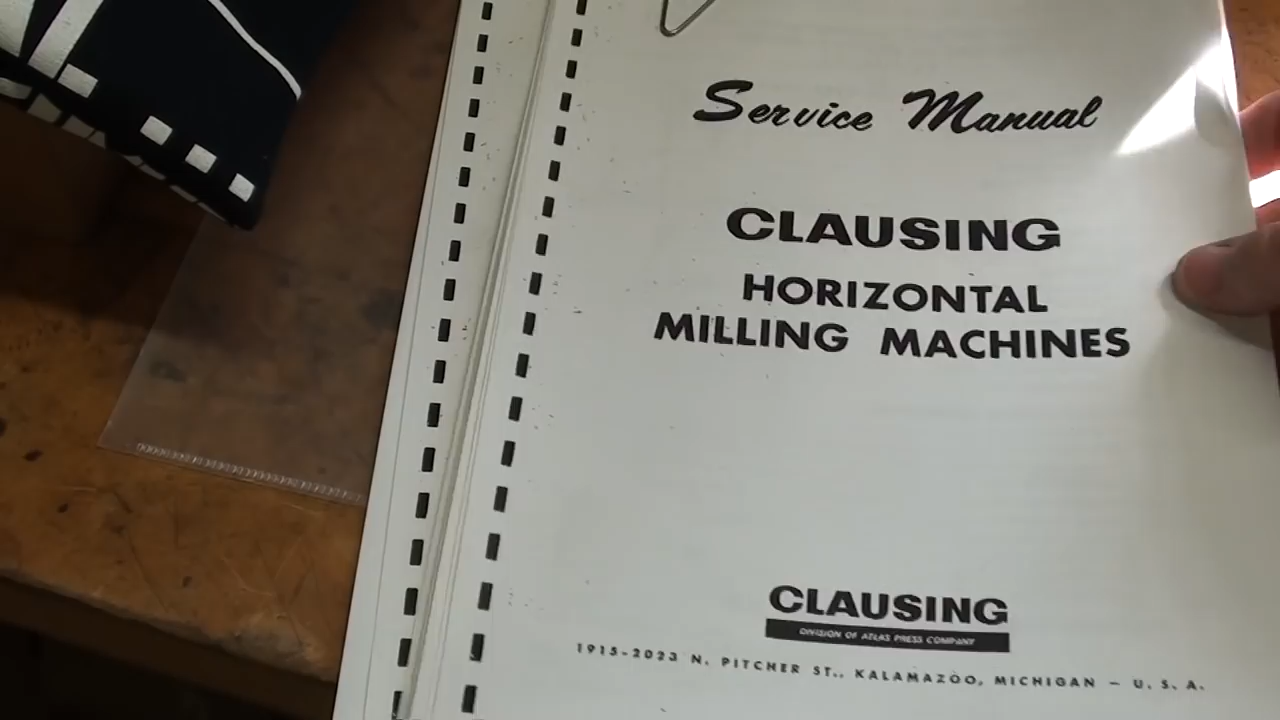 Service Manual
CLAUSING
HORIZONTAL
MILLING MACHINES
CLAUSING
DIVISION OF ATLAS PRESS COMPANY
1915-2023 N. PITCHER ST., KALAMAZOO, MICHIGAN — U. S. A.